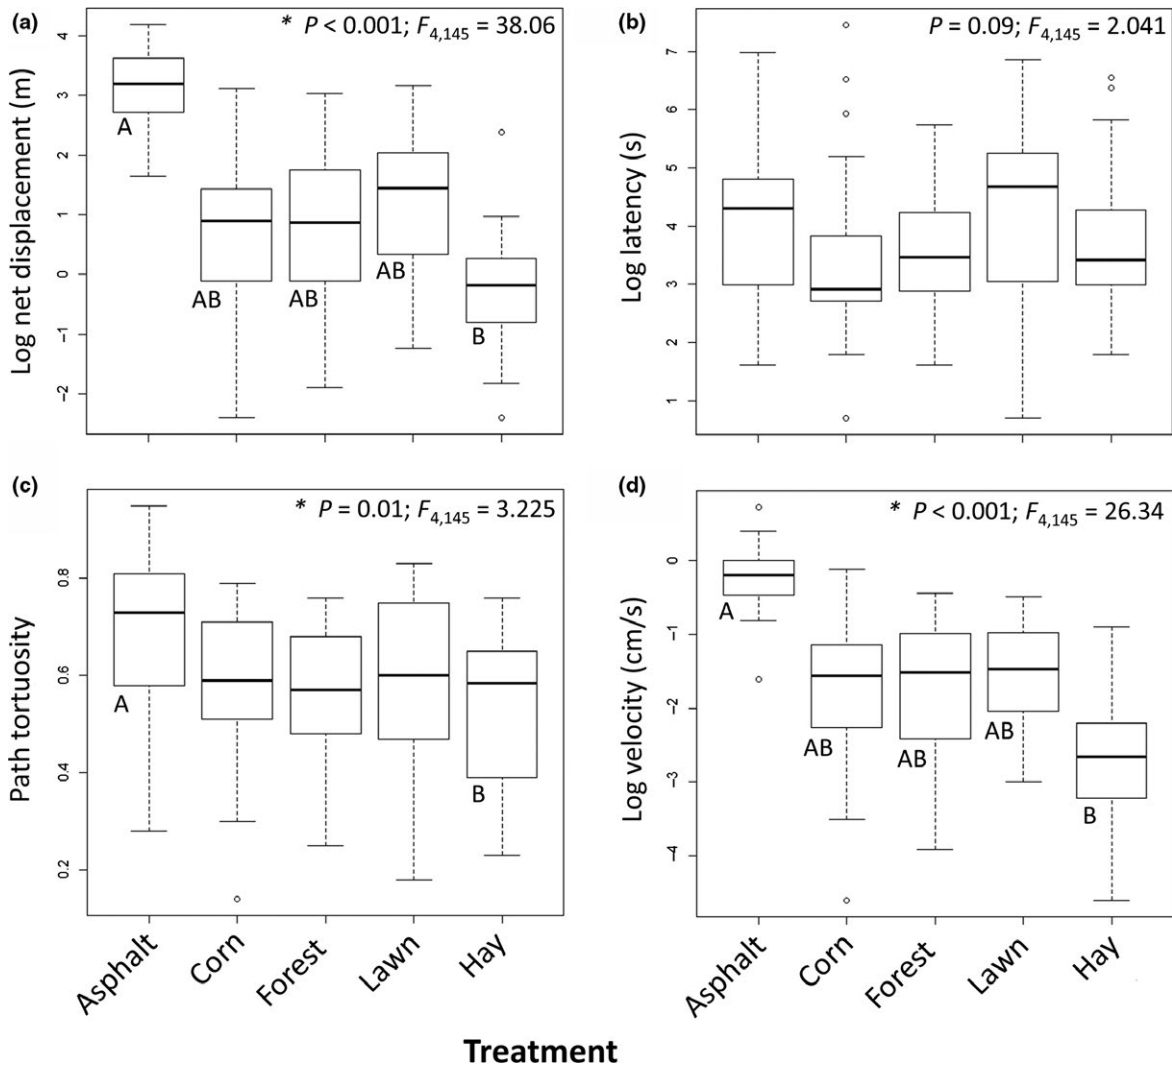 (a)
* P < 0.001; F4,145 = 38.06
Log net displacement (m)
4
3
2
1
0
−1
−2
A
AB
AB
AB
B
(b)
P = 0.09; F4,145 = 2.041
Log latency (s)
7
6
5
4
3
2
1
(c)
* P = 0.01; F4,145 = 3.225
Path tortuosity
0.8
0.6
0.4
0.2
A
B
Asphalt
Corn
Forest
Lawn
Hay
(d)
* P < 0.001; F4,145 = 26.34
Log velocity (cm/s)
0
−1
−2
−3
−4
A
AB
AB
AB
B
Asphalt
Corn
Forest
Lawn
Hay
Treatment